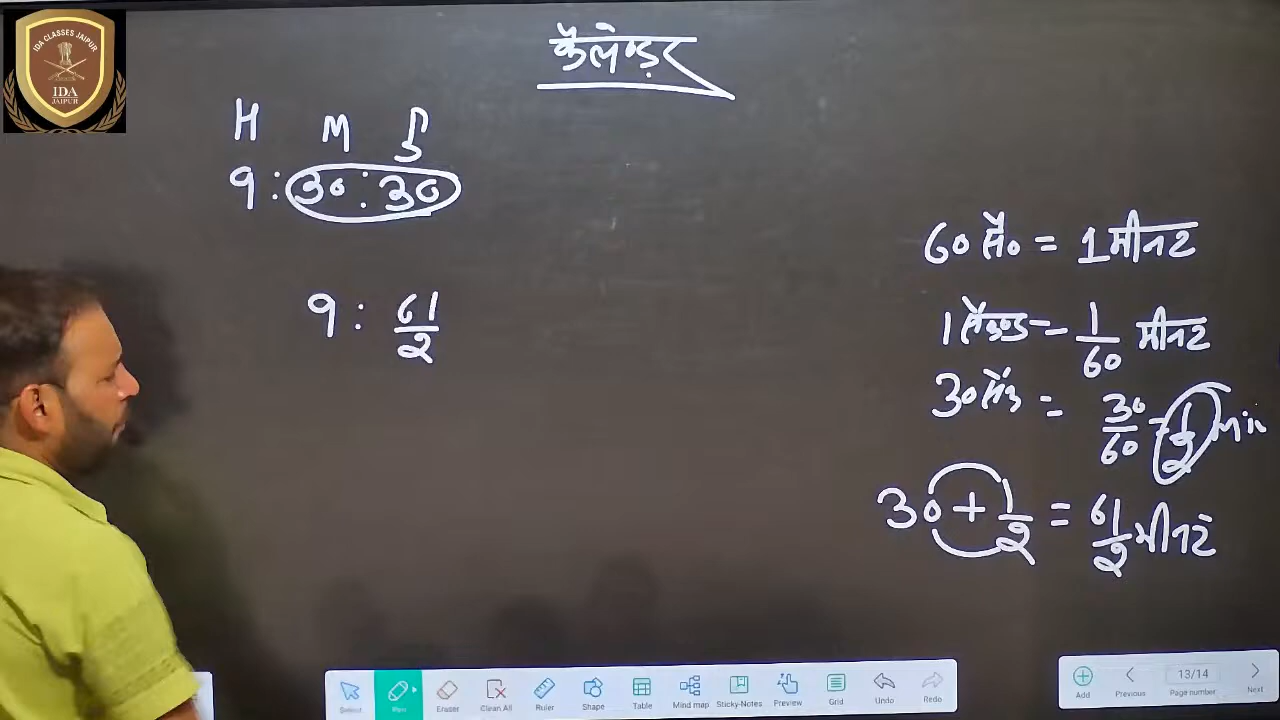 IDA CLASSES JAIPUR
IDA
JAIPUR
कैलेण्डर
H M S
9 : 30 : 30
9 : 61/2
60 सै० = 1 मीनट
1 सैकण्ड = 1/60 मीनट
30 सैं = 30/60 = 1/2 Min
30 + 1/2 = 61/2 मीनट
Select
Pen
Eraser
Clean All
Ruler
Shape
Table
Mind map
Sticky-Notes
Preview
Grid
Undo
Redo
Add
Previous
13/14
Page number
Next